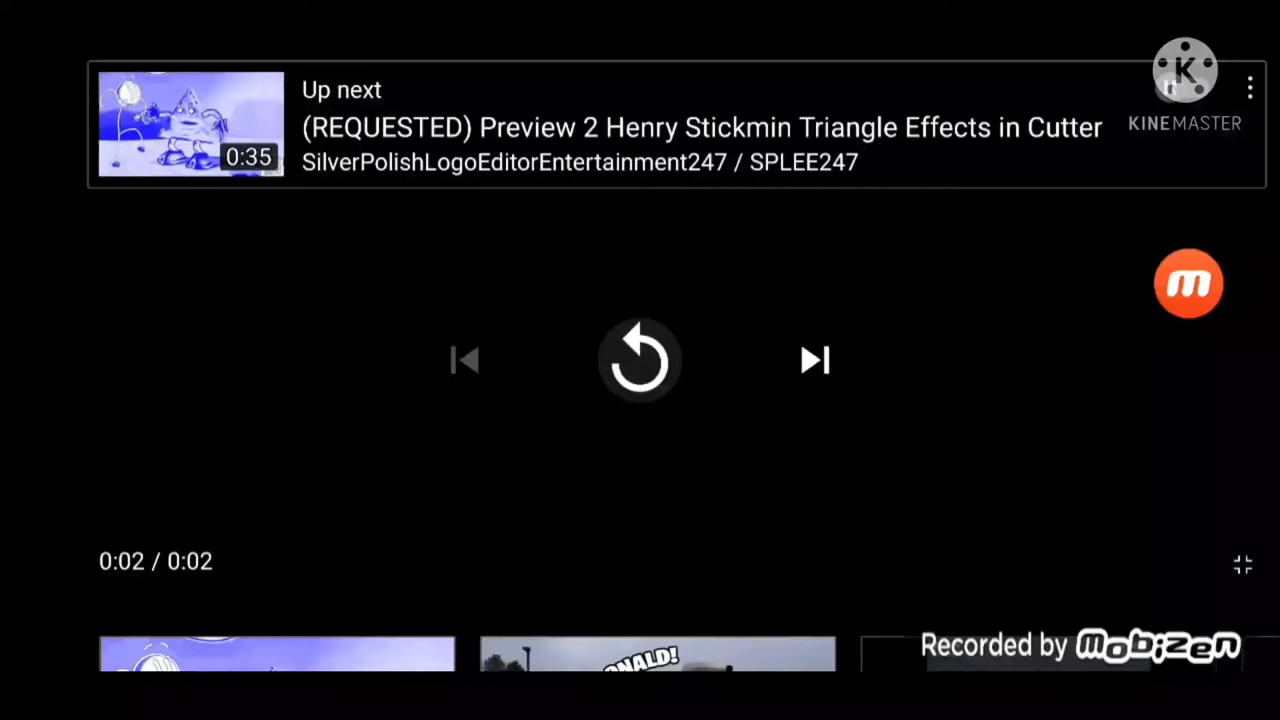 Up next
(REQUESTED) Preview 2 Henry Stickmin Triangle Effects in Cutter
SilverPolishLogoEditorEntertainment247 / SPLEE247
0:35
K
KINEMASTER
m
0:02 / 0:02
ONALD!
Recorded by mobizen